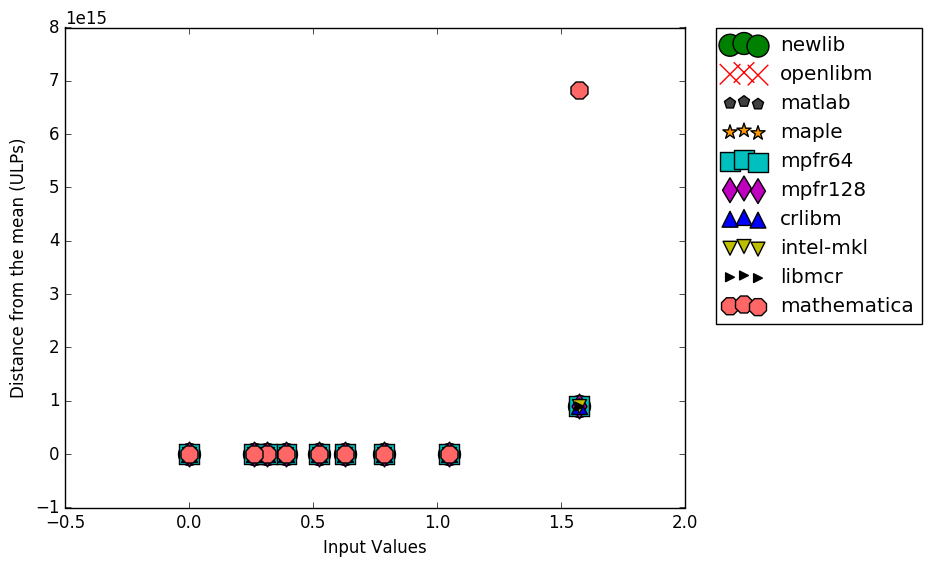 1e15
8
7
6
5
4
3
2
1
0
−1
Distance from the mean (ULPs)
−0.5 0.0 0.5 1.0 1.5 2.0
Input Values
newlib
openlibm
matlab
maple
mpfr64
mpfr128
crlibm
intel-mkl
libmcr
mathematica